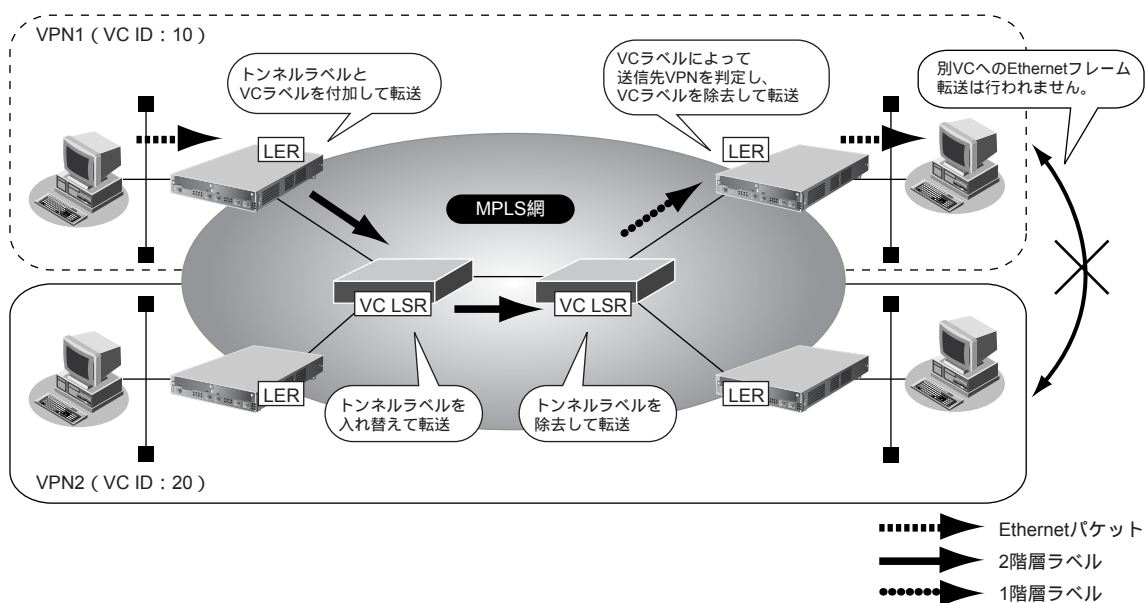 VPN1 ( VC ID : 10 )
トンネルラベルと
VCラベルを付加して転送
VCラベルによって
送信先VPNを判定し、
VCラベルを除去して転送
別VCへのEthernetフレーム
転送は行われません。
LER
LER
MPLS網
VC LSR
VC LSR
LER
LER
トンネルラベルを
入れ替えて転送
トンネルラベルを
除去して転送
VPN2 ( VC ID : 20 )
Ethernetパケット
2階層ラベル
1階層ラベル